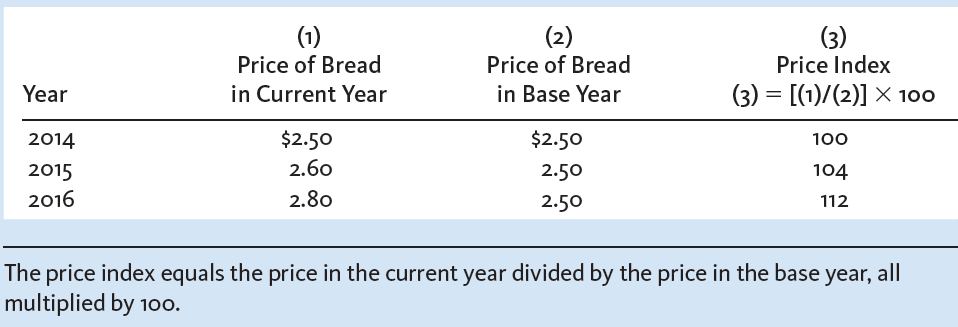 (1) (2) (3)
Price of Bread Price of Bread Price Index
Year in Current Year in Base Year (3) = [(1)/(2)] × 100
2014 $2.50 $2.50 100
2015 2.60 2.50 104
2016 2.80 2.50 112
The price index equals the price in the current year divided by the price in the base year, all
multiplied by 100.